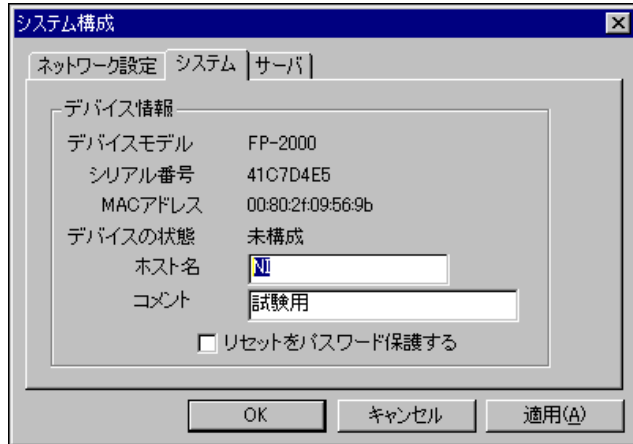 システム構成
ネットワーク設定 システム サーバ
デバイス情報
デバイスモデル FP-2000
シリアル番号 41C7D4E5
MACアドレス 00:80:2f:09:56:9b
デバイスの状態 未構成
ホスト名 NI
コメント 試験用
リセットをパスワード保護する
OK キャンセル 適用(A)